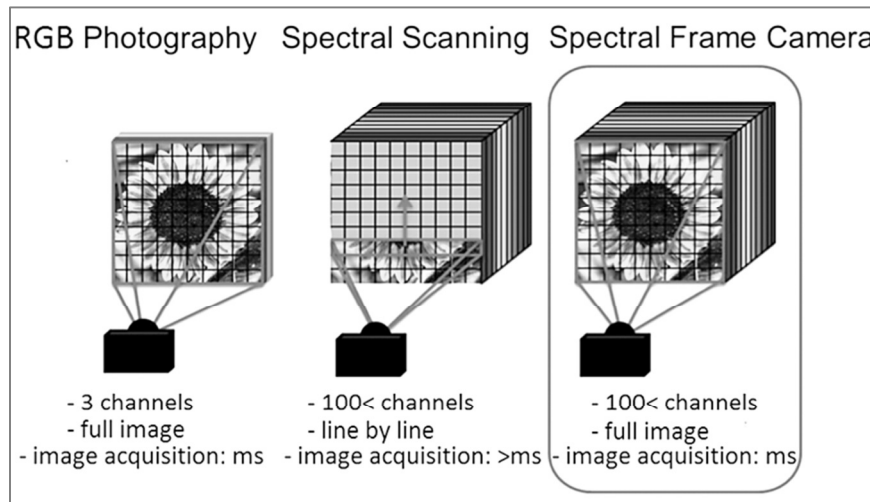 RGB Photography
Spectral Scanning
Spectral Frame Camera
- 3 channels
- full image
- image acquisition: ms
- 100< channels
- line by line
- image acquisition: >ms
- 100< channels
- full image
- image acquisition: ms